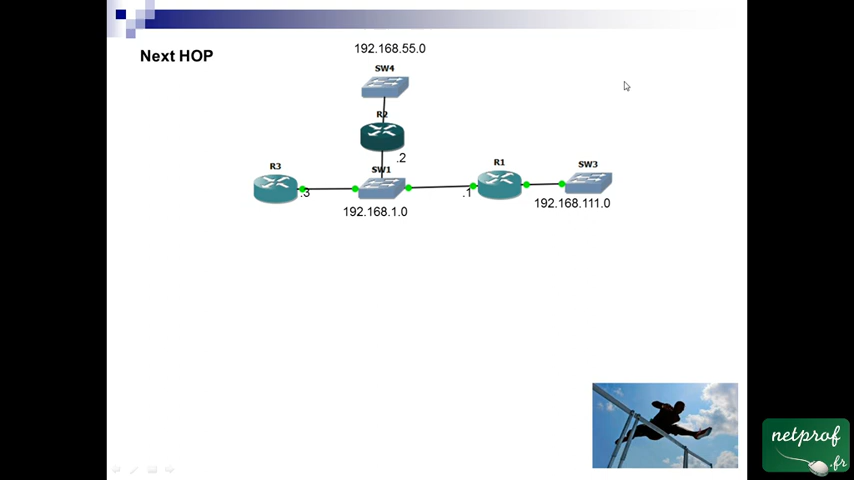 Next HOP
192.168.55.0
SW4
R2
.2
R3
SW1
R1
SW3
.3
.1
192.168.1.0
192.168.111.0
netprof
.fr